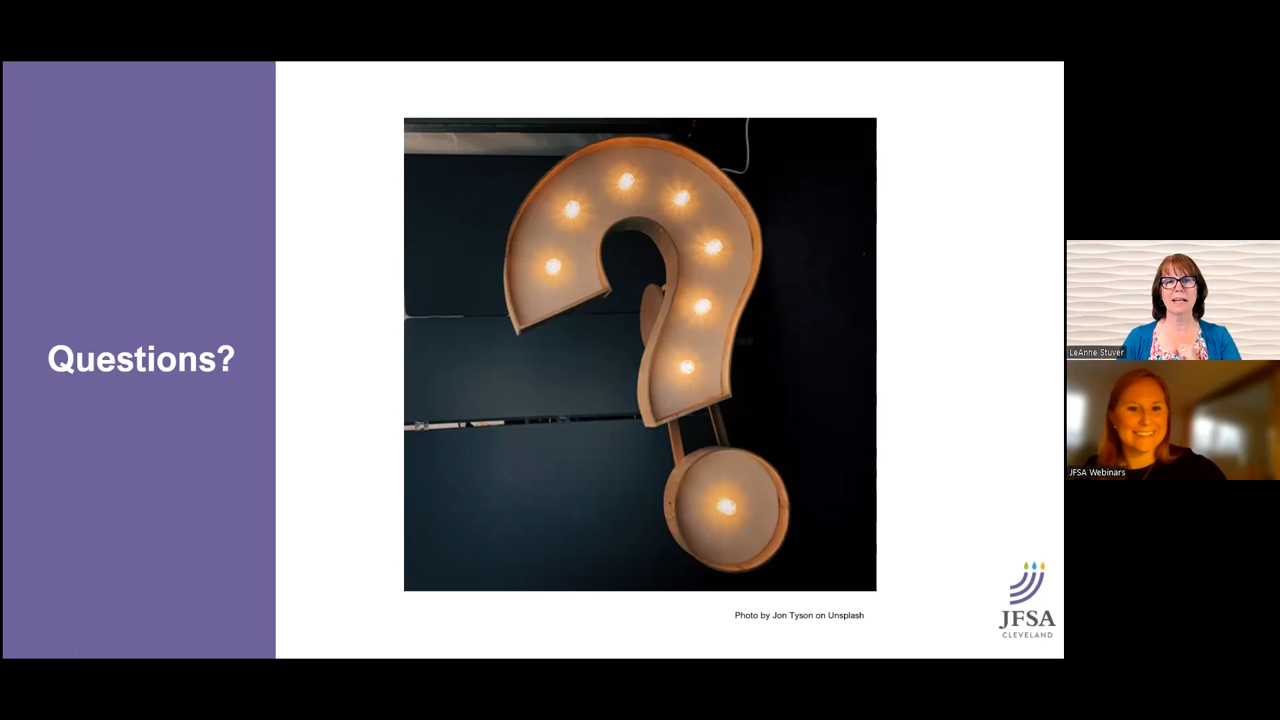 Questions?
Photo by Jon Tyson on Unsplash
JFSA
CLEVELAND
LeAnne Stuver
JFSA Webinars